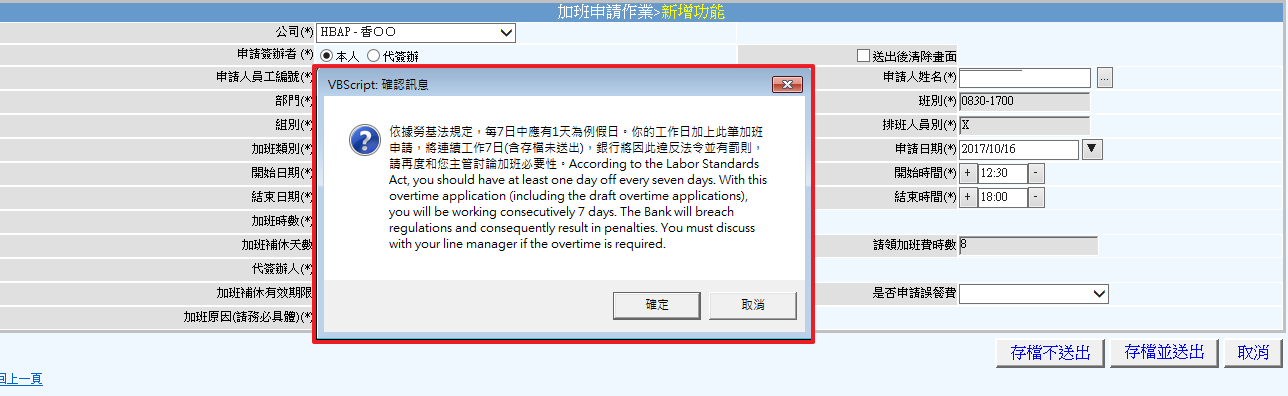 加班申請作業>新增功能
公司(*) HBAP - 香〇〇
申請簽辦者 (*) 本人 代簽辦 送出後清除畫面
申請人員工編號(*) 申請人姓名(*) ...
部門(*) 班別(*) 0830-1700
組別(*) 排班人員別(*) X
加班類別(*) 申請日期(*) 2017/10/16
開始日期(*) 開始時間(*) + 12:30 -
結束日期(*) 結束時間(*) + 18:00 -
加班時數(*)
加班補休天數 請領加班費時數 8
代簽辦人(*)
加班補休有效期限 是否申請誤餐費
加班原因(請務必具體)(*)
VBScript: 確認訊息
依據勞基法規定，每7日中應有1天為例假日。你的工作日加上此筆加班
申請，將連續工作7日(含存檔未送出)，銀行將因此違反法令並有罰則，
請再度和您主管討論加班必要性。According to the Labor Standards
Act, you should have at least one day off every seven days. With this
overtime application (including the draft overtime applications),
you will be working consecutively 7 days. The Bank will breach
regulations and consequently result in penalties. You must discuss
with your line manager if the overtime is required.
確定 取消
存檔不送出 存檔並送出 取消
回上一頁